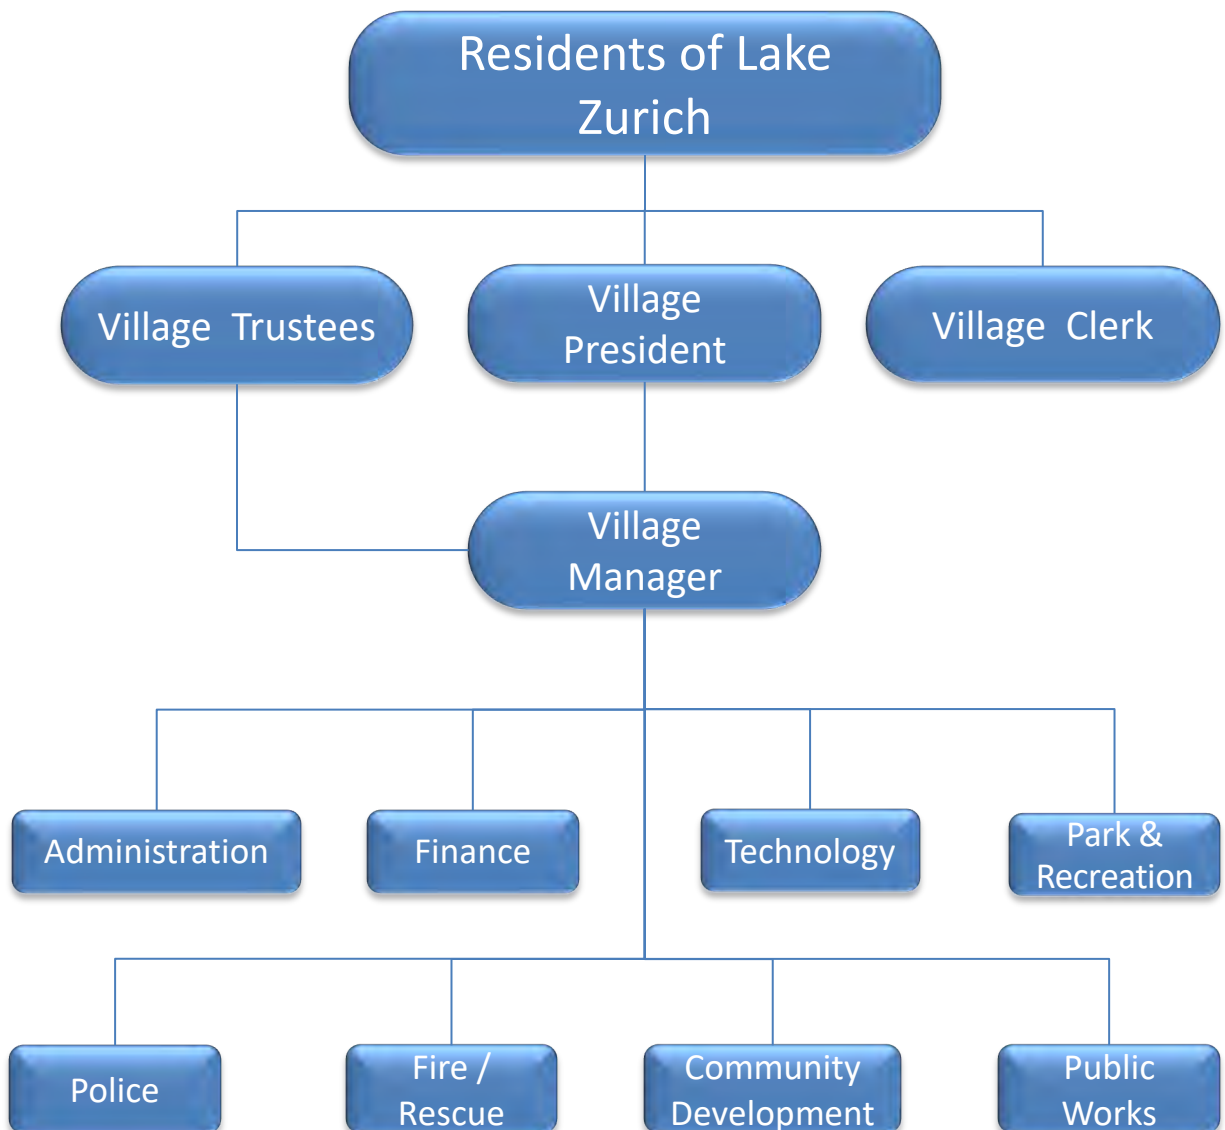 Residents of Lake
Zurich
Village Trustees
Village
President
Village Clerk
Village
Manager
Administration
Finance
Technology
Park &
Recreation
Police
Fire /
Rescue
Community
Development
Public
Works